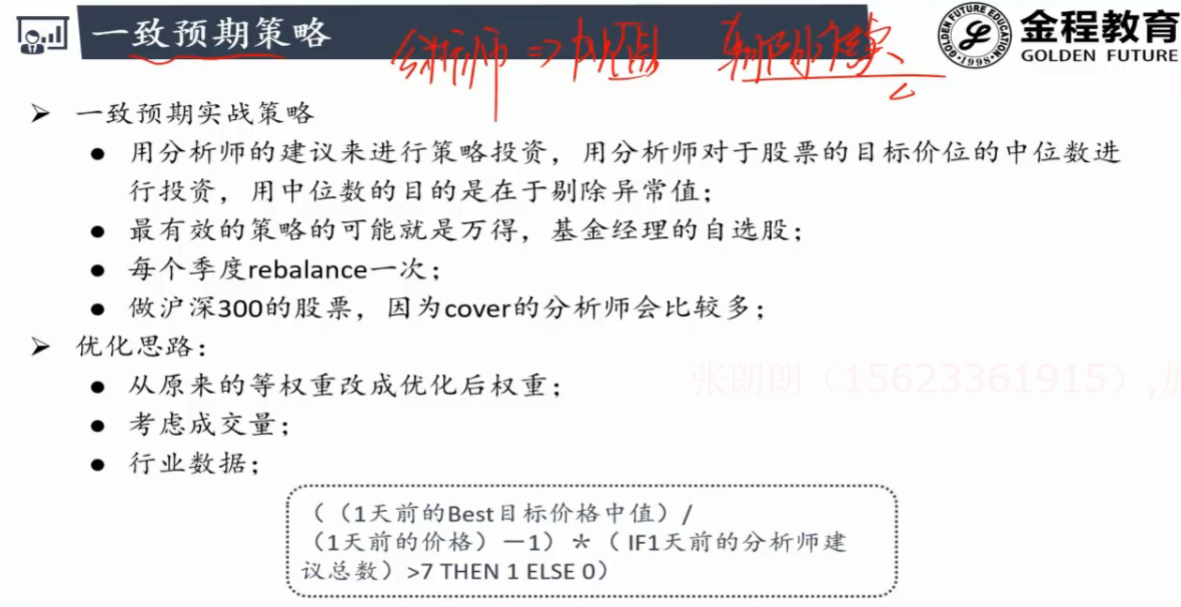 一致预期策略
分析师 => 中位数 剔除
金程教育
GOLDEN FUTURE
GOLDEN FUTURE EDUCATION
1998
➤ 一致预期实战策略
● 用分析师的建议来进行策略投资，用分析师对于股票的目标价位的中位数进
行投资，用中位数的目的是在于剔除异常值；
● 最有效的策略的可能就是万得，基金经理的自选股；
● 每个季度rebalance一次；
● 做沪深300的股票，因为cover的分析师会比较多；
➤ 优化思路：
● 从原来的等权重改成优化后权重；
张朗朗（15623361915）,加
● 考虑成交量；
● 行业数据；
（（1天前的Best目标价格中值）/
（1天前的价格）－1）＊（ IF1天前的分析师建
议总数）>7 THEN 1 ELSE 0）